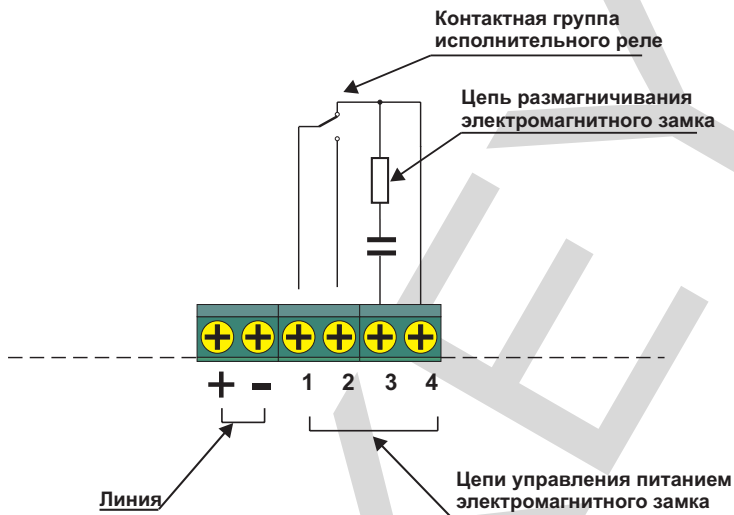 Контактная группа
исполнительного реле
Цепь размагничивания
электромагнитного замка
+ - 1 2 3 4
Линия
Цепи управления питанием
электромагнитного замка